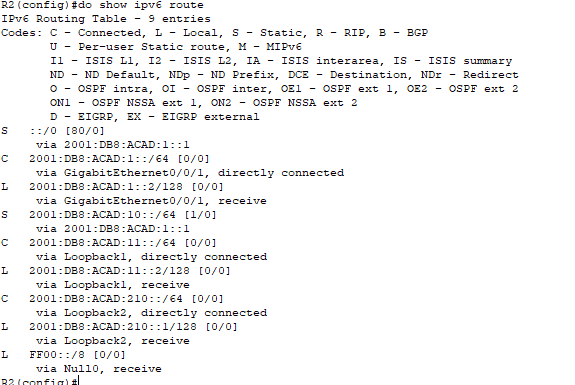 R2(config)#do show ipv6 route
IPv6 Routing Table - 9 entries
Codes: C - Connected, L - Local, S - Static, R - RIP, B - BGP
       U - Per-user Static route, M - MIPv6
       I1 - ISIS L1, I2 - ISIS L2, IA - ISIS interarea, IS - ISIS summary
       ND - ND Default, NDp - ND Prefix, DCE - Destination, NDr - Redirect
       O - OSPF intra, OI - OSPF inter, OE1 - OSPF ext 1, OE2 - OSPF ext 2
       ON1 - OSPF NSSA ext 1, ON2 - OSPF NSSA ext 2
       D - EIGRP, EX - EIGRP external
S   ::/0 [80/0]
     via 2001:DB8:ACAD:1::1
C   2001:DB8:ACAD:1::/64 [0/0]
     via GigabitEthernet0/0/1, directly connected
L   2001:DB8:ACAD:1::2/128 [0/0]
     via GigabitEthernet0/0/1, receive
S   2001:DB8:ACAD:10::/64 [1/0]
     via 2001:DB8:ACAD:1::1
C   2001:DB8:ACAD:11::/64 [0/0]
     via Loopback1, directly connected
L   2001:DB8:ACAD:11::2/128 [0/0]
     via Loopback1, receive
C   2001:DB8:ACAD:210::/64 [0/0]
     via Loopback2, directly connected
L   2001:DB8:ACAD:210::1/128 [0/0]
     via Loopback2, receive
L   FF00::/8 [0/0]
     via Null0, receive
R2(config)#